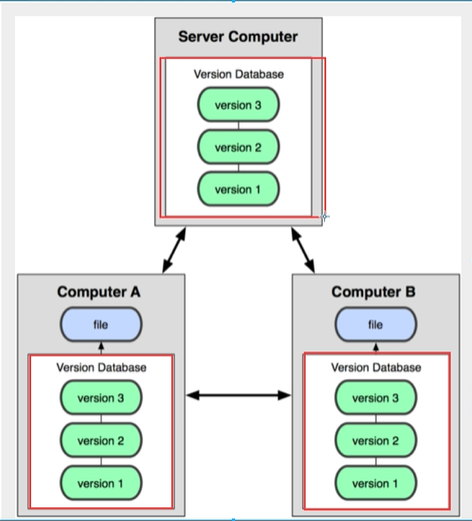 Server Computer
Version Database
version 3
version 2
version 1
Computer A
file
Version Database
version 3
version 2
version 1
Computer B
file
Version Database
version 3
version 2
version 1